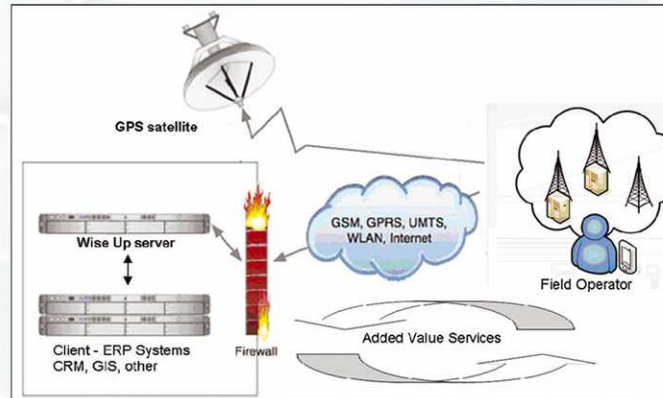 GPS satellite
Wise Up server
Client - ERP Systems
CRM, GIS, other
Firewall
GSM, GPRS, UMTS,
WLAN, Internet
Field Operator
Added Value Services